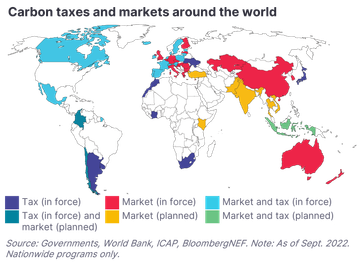 Carbon taxes and markets around the world
Tax (in force)
Market (in force)
Market and tax (in force)
Tax (in force) and
market (planned)
Market (planned)
Market and tax (planned)
Source: Governments, World Bank, ICAP, BloombergNEF. Note: As of Sept. 2022.
Nationwide programs only.